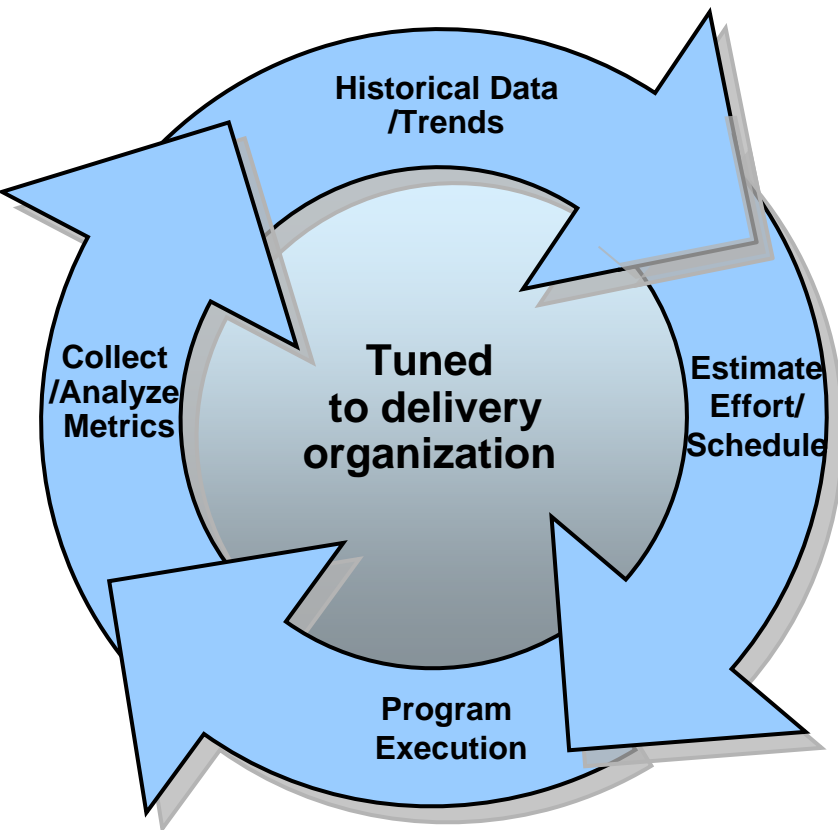 Historical Data
/Trends
Estimate
Effort/
Schedule
Program
Execution
Collect
/Analyze
Metrics
Tuned
to delivery
organization